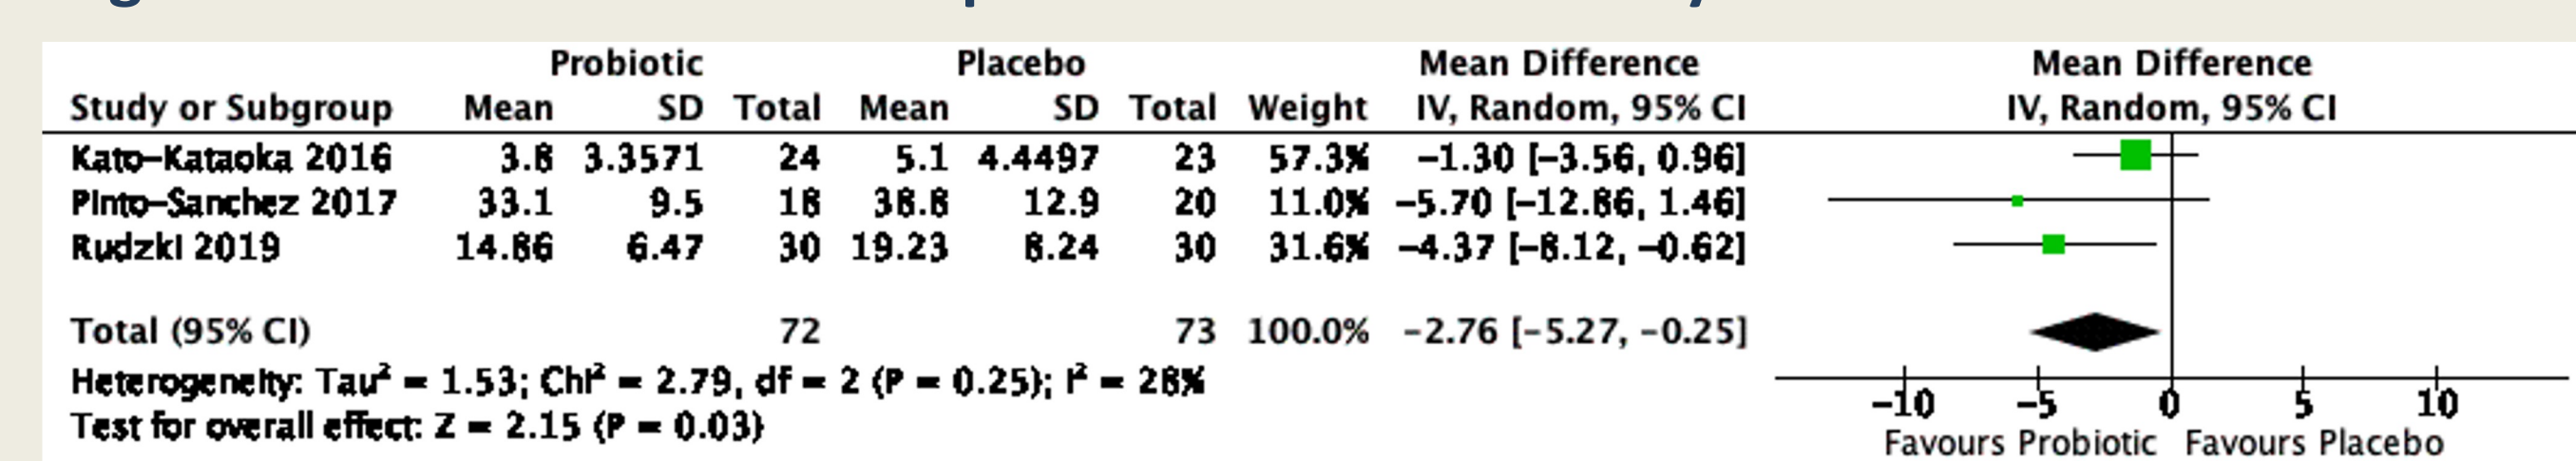 Probiotic Placebo Mean Difference Mean Difference
Study or Subgroup Mean SD Total Mean SD Total Weight IV, Random, 95% CI IV, Random, 95% CI
Kato-Kataoka 2016 3.8 3.3571 24 5.1 4.4497 23 57.3% −1.30 [−3.56, 0.96]
Pinto-Sanchez 2017 33.1 9.5 18 38.8 12.9 20 11.0% −5.70 [−12.86, 1.46]
Rudzki 2019 14.86 6.47 30 19.23 8.24 30 31.6% −4.37 [−8.12, −0.62]
Total (95% CI) 72 73 100.0% −2.76 [−5.27, −0.25]
Heterogeneity: Tau² = 1.53; Chi² = 2.79, df = 2 (P = 0.25); I² = 28%
Test for overall effect: Z = 2.15 (P = 0.03)
−10 −5 0 5 10
Favours Probiotic Favours Placebo